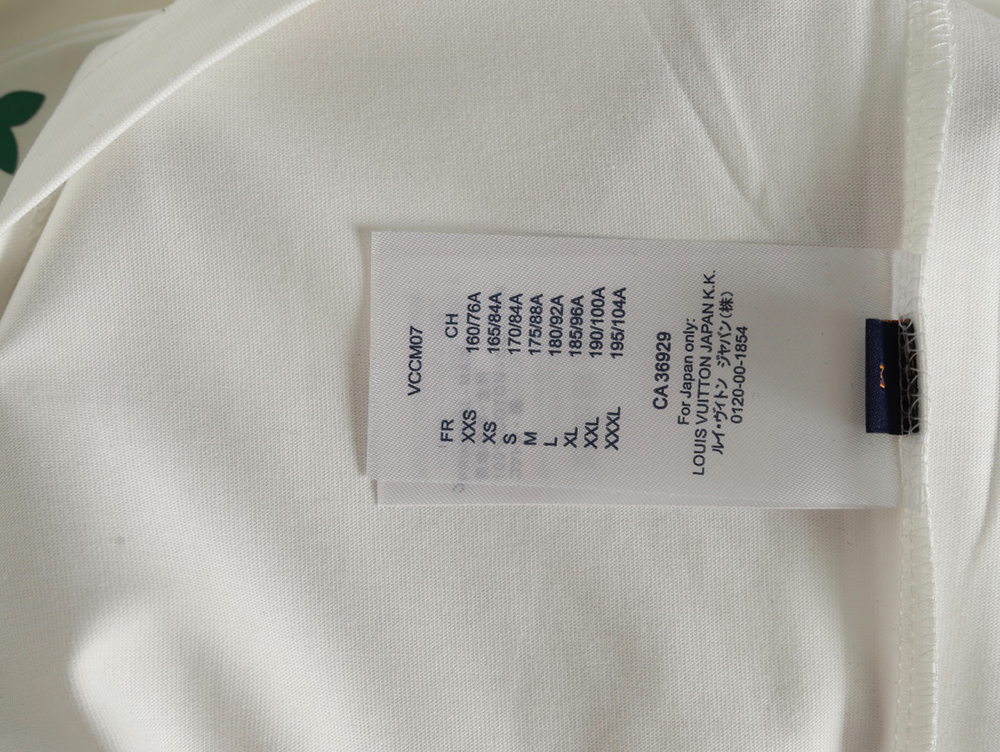 VCCM07
FR CH
XXS 160/76A
XS 165/84A
S 170/84A
M 175/88A
L 180/92A
XL 185/96A
XXL 190/100A
XXXL 195/104A
CA 36929
For Japan only:
LOUIS VUITTON JAPAN K.K.
ルイ・ヴィトン ジャパン(株)
0120-00-1854